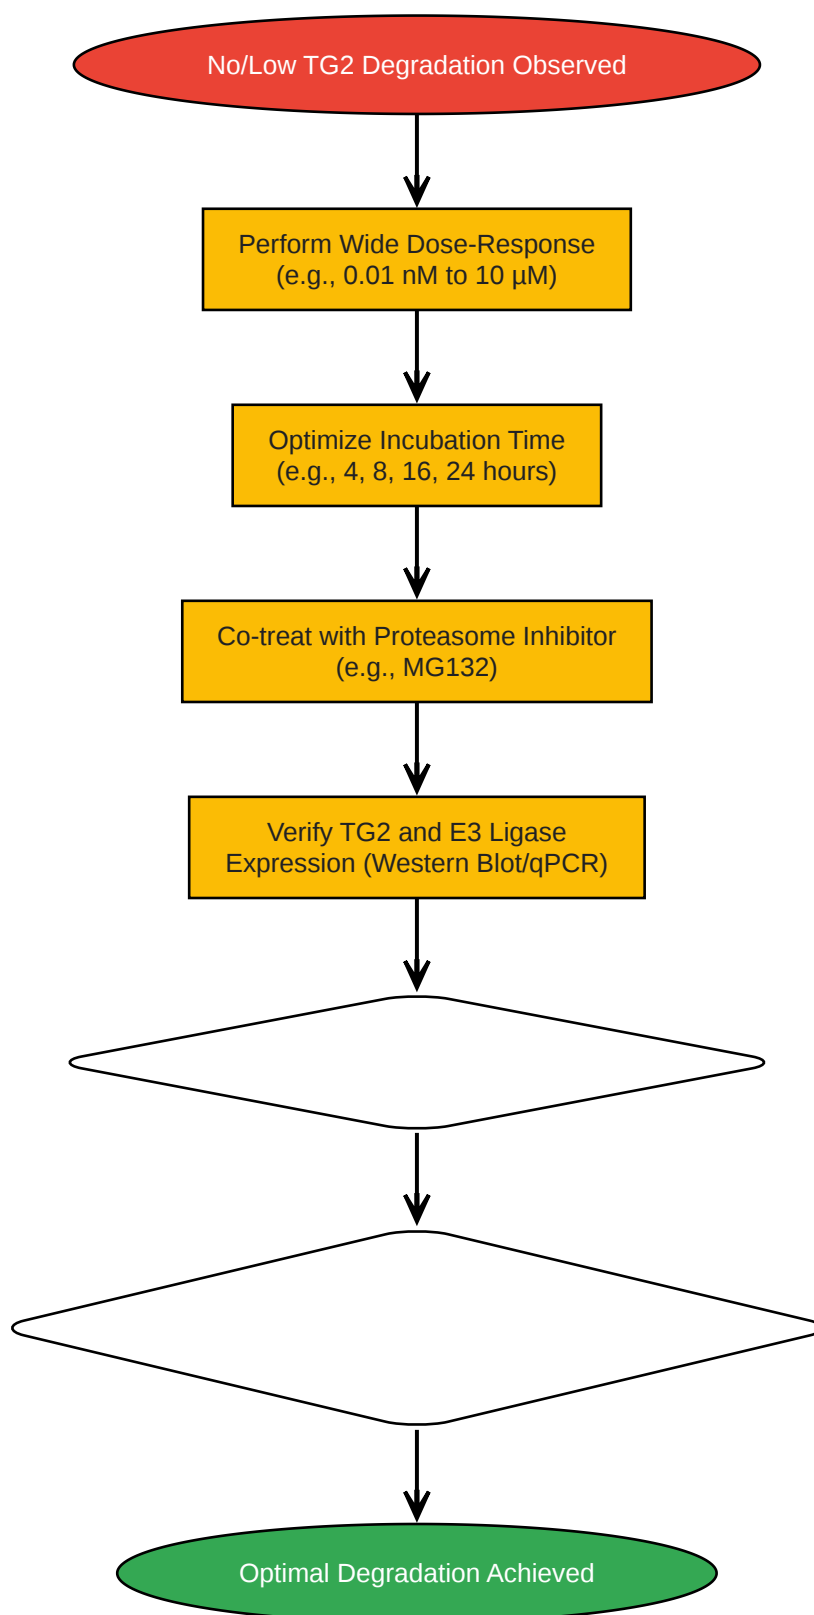 No/Low TG2 Degradation Observed
Perform Wide Dose-Response
(e.g., 0.01 nM to 10 µM)
Optimize Incubation Time
(e.g., 4, 8, 16, 24 hours)
Co-treat with Proteasome Inhibitor
(e.g., MG132)
Verify TG2 and E3 Ligase
Expression (Western Blot/qPCR)
Optimal Degradation Achieved